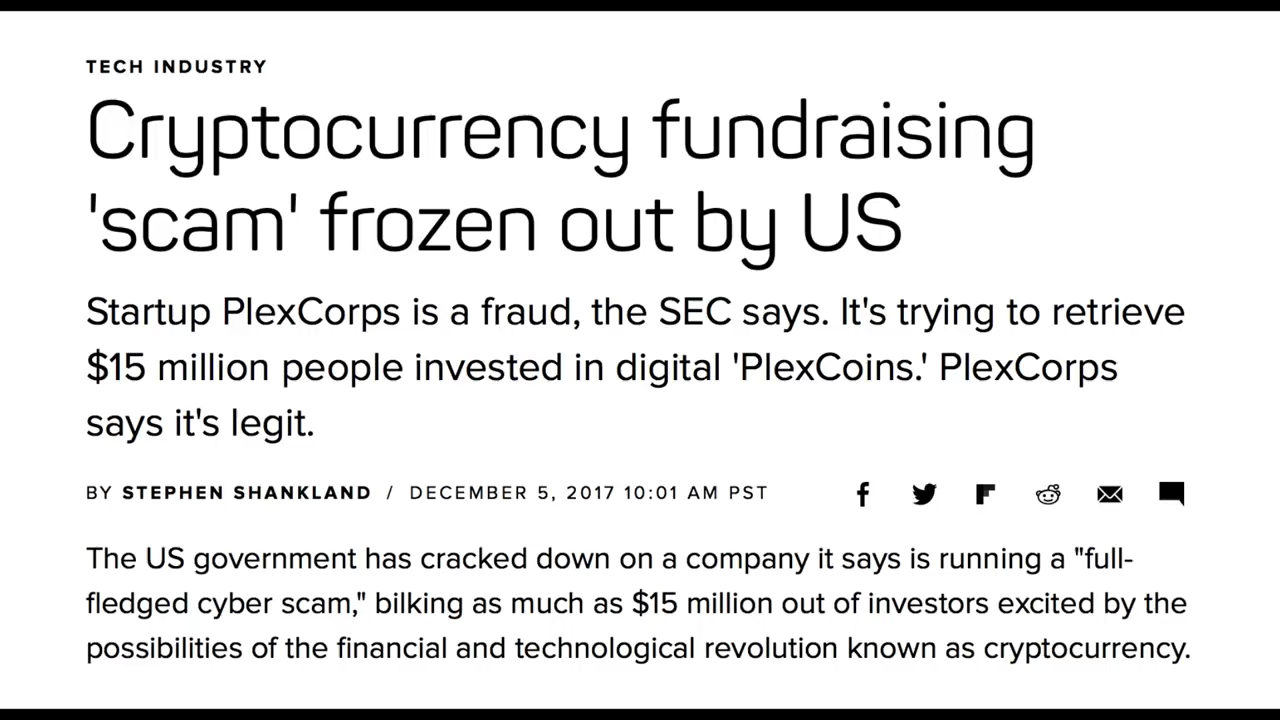 TECH INDUSTRY
Cryptocurrency fundraising
'scam' frozen out by US
Startup PlexCorps is a fraud, the SEC says. It's trying to retrieve
$15 million people invested in digital 'PlexCoins.' PlexCorps
says it's legit.
BY STEPHEN SHANKLAND / DECEMBER 5, 2017 10:01 AM PST
The US government has cracked down on a company it says is running a "full-
fledged cyber scam," bilking as much as $15 million out of investors excited by the
possibilities of the financial and technological revolution known as cryptocurrency.